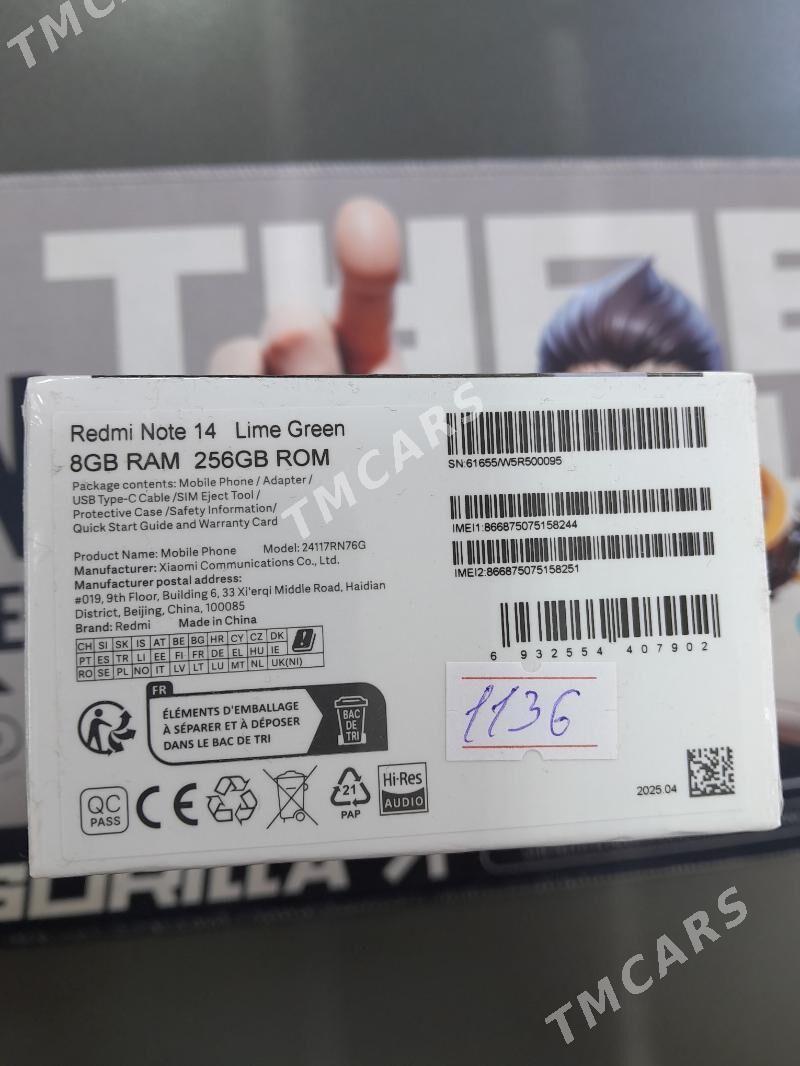 TMCARS
THE
Redmi Note 14 Lime Green
8GB RAM 256GB ROM
Package contents: Mobile Phone / Adapter /
USB Type-C Cable /SIM Eject Tool /
Protective Case /Safety Information/
Quick Start Guide and Warranty Card
Product Name: Mobile Phone Model: 24117RN76G
Manufacturer: Xiaomi Communications Co., Ltd.
Manufacturer postal address:
#019, 9th Floor, Building 6, 33 Xi'erqi Middle Road, Haidian
District, Beijing, China, 100085
Brand: Redmi Made in China
CH SI SK IS AT BE BG HR CY CZ DK
PT ES TR LI EE FI FR DE EL HU IE
RO SE PL NO IT LV LT LU MT NL UK(NI)
SN:61655/W5R500095
IMEI1:866875075158244
IMEI2:866875075158251
6 932554 407902
TMCARS
FR
ÉLÉMENTS D'EMBALLAGE
À SÉPARER ET À DÉPOSER
DANS LE BAC DE TRI
BAC
DE
TRI
1136
QC
PASS
CE
21
PAP
Hi-Res
AUDIO
2025.04
GORILLA
TMCARS